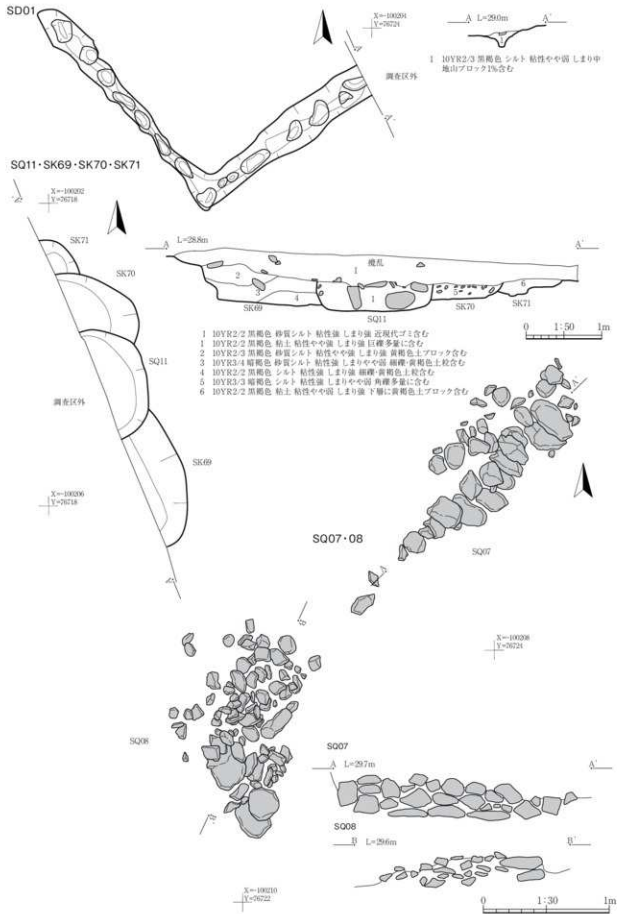 SD01
X=-100204
Y=76724
調査区外
A
A´
A L=29.0m A´
1
1 10YR2/3 黒褐色 シルト 粘性やや弱 しまり中
地山ブロック1%含む
SQ11・SK69・SK70・SK71
X=-100202
Y=76718
A´
SK71
SK70
SQ11
調査区外
SK69
X=-100206
Y=76718
A
A L=28.8m A´
撹乱
1
2
3
4
1
5
6
SK69
SQ11
SK70
SK71
0 1:50 1m
1 10YR2/2 黒褐色 砂質シルト 粘性強 しまり強 近現代ゴミ含む
1 10YR2/2 黒褐色 粘土 粘性やや強 しまり強 巨礫多量に含む
2 10YR2/3 黒褐色 砂質シルト 粘性やや強 しまり強 黄褐色土ブロック含む
3 10YR3/4 暗褐色 砂質シルト 粘性強 しまりやや弱 細礫・黄褐色土粒含む
4 10YR2/2 黒褐色 シルト 粘性強 しまり強 細礫・黄褐色土粒含む
5 10YR3/3 暗褐色 シルト 粘性強 しまりやや弱 角礫多量に含む
6 10YR2/2 黒褐色 粘土 粘性やや弱 しまり強 下層に黄褐色土ブロック含む
A´
SQ07・08
SQ07
A
X=-100208
Y=76724
B
SQ08
B´
X=-100210
Y=76722
SQ07
A L=29.7m A´
SQ08
B L=29.6m B´
0 1:30 1m